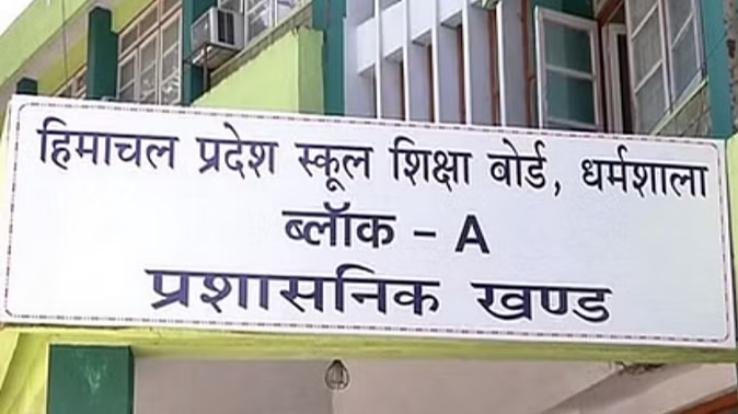 हिमाचल प्रदेश स्कूल शिक्षा बोर्ड, धर्मशाला
ब्लॉक - A
प्रशासनिक खण्ड